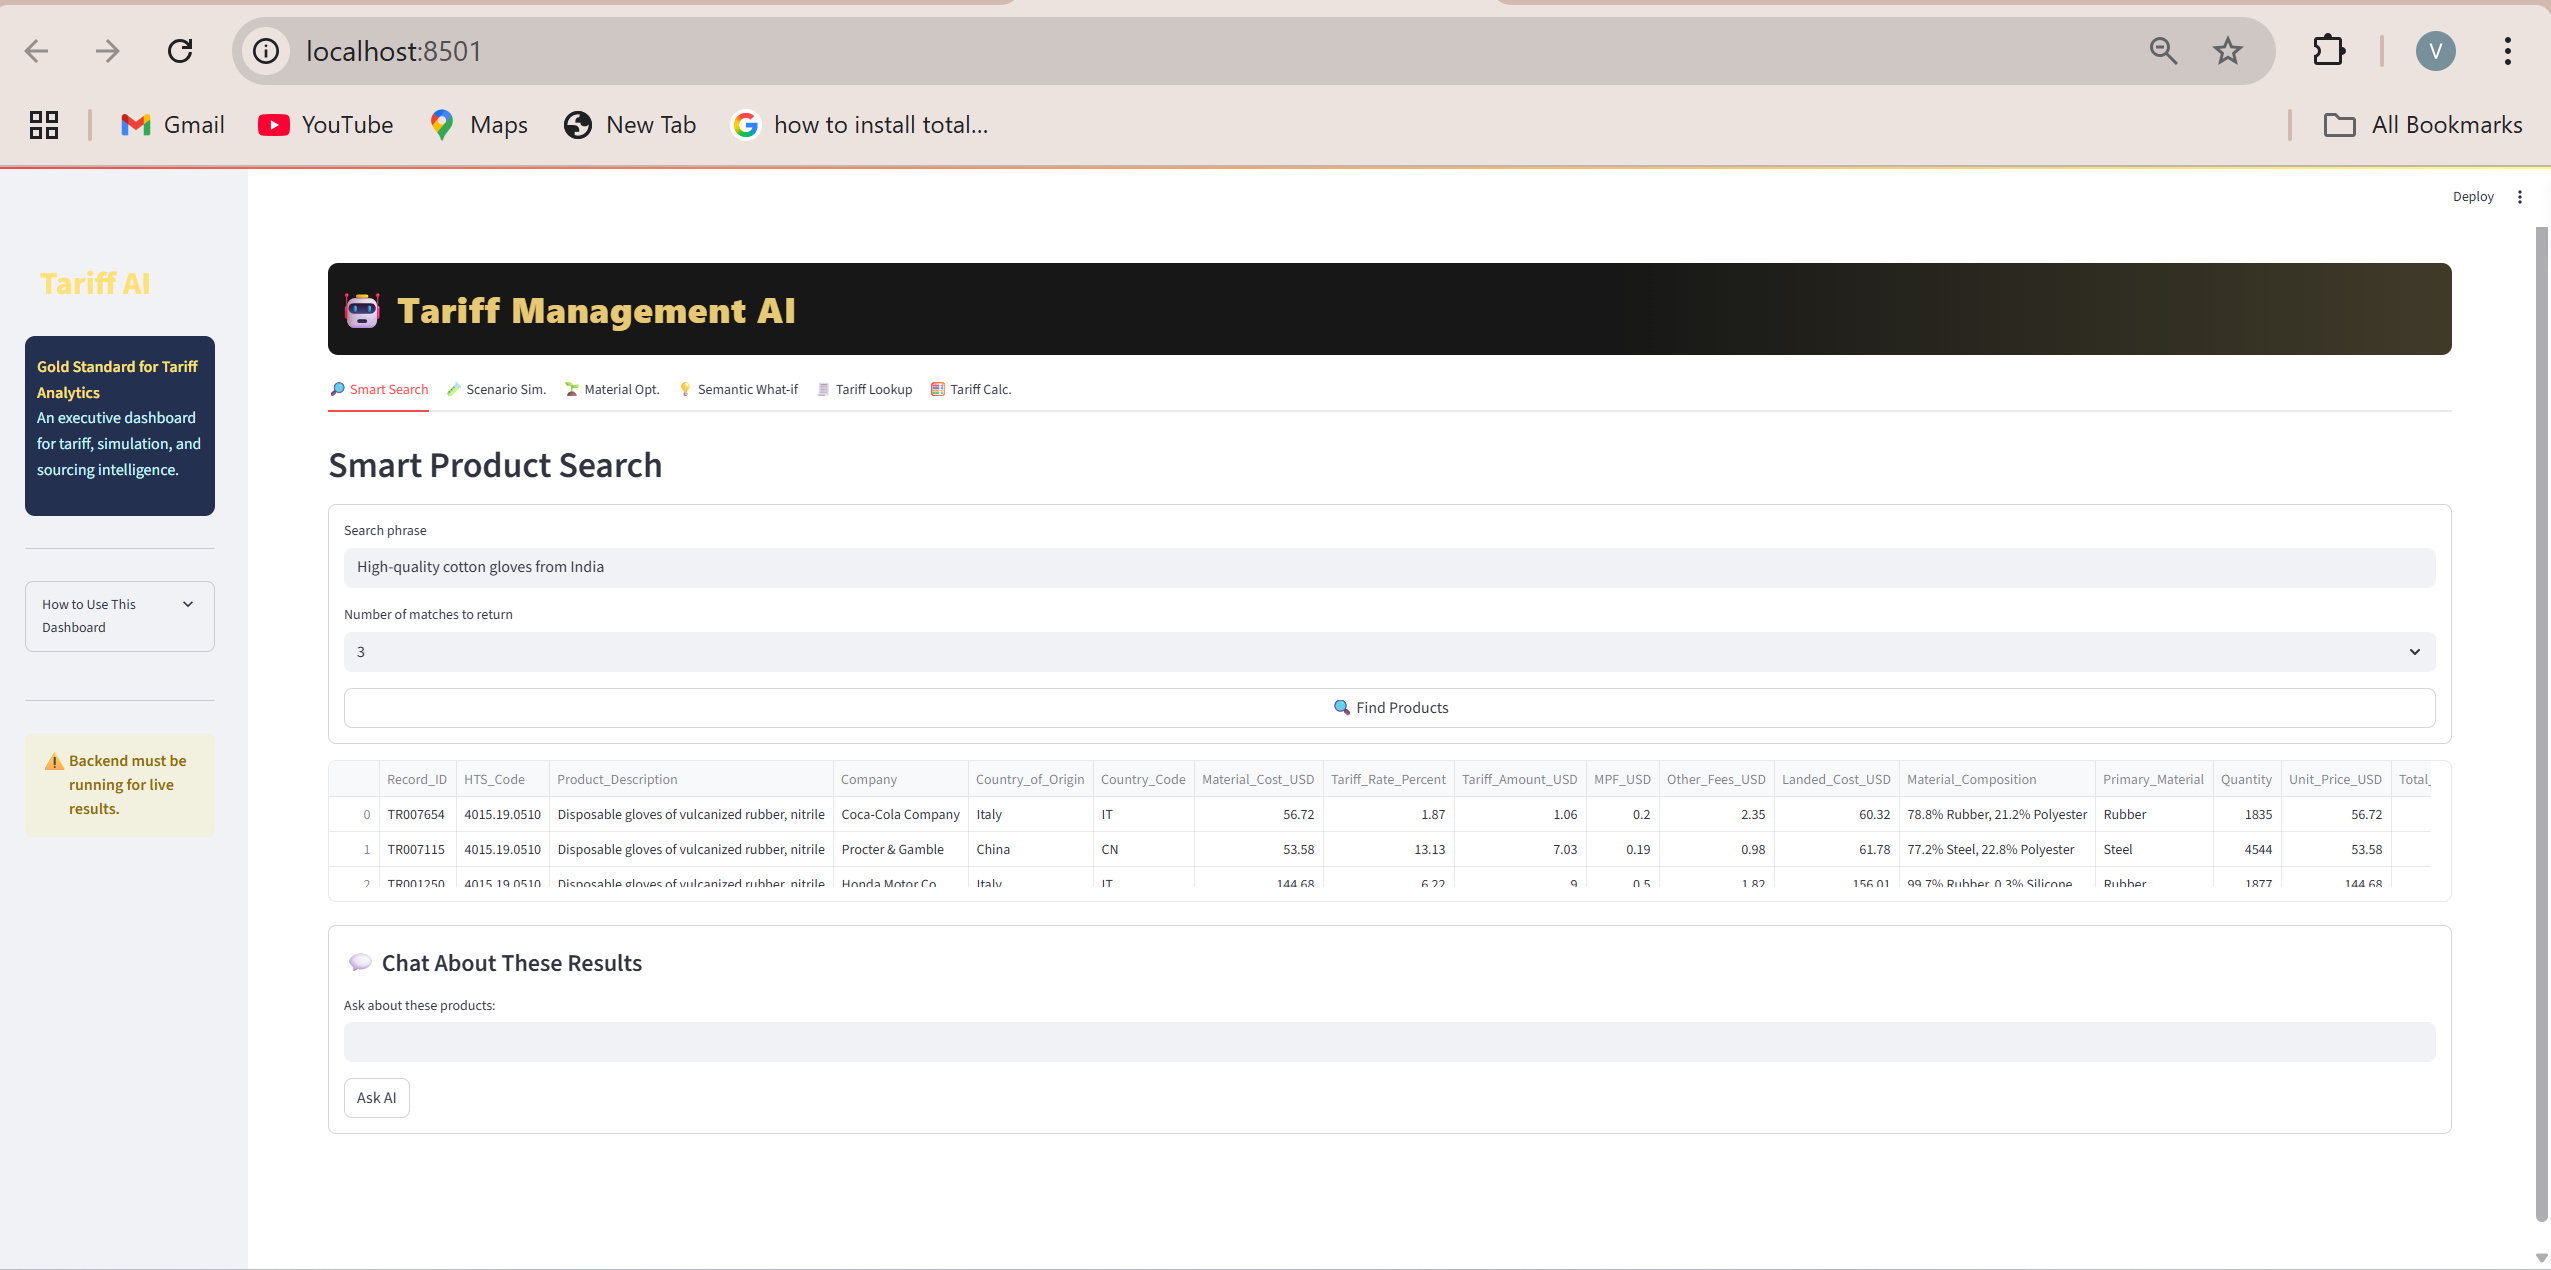 localhost:8501
V
Gmail
YouTube
Maps
New Tab
how to install total...
All Bookmarks
Deploy
Tariff AI
Gold Standard for Tariff
Analytics
An executive dashboard
for tariff, simulation, and
sourcing intelligence.
How to Use This
Dashboard
Backend must be
running for live
results.
Tariff Management AI
Smart Search Scenario Sim. Material Opt. Semantic What-if Tariff Lookup Tariff Calc.
Smart Product Search
Search phrase
High-quality cotton gloves from India
Number of matches to return
3
Find Products
Record_ID HTS_Code Product_Description Company Country_of_Origin Country_Code Material_Cost_USD Tariff_Rate_Percent Tariff_Amount_USD MPF_USD Other_Fees_USD Landed_Cost_USD Material_Composition Primary_Material Quantity Unit_Price_USD Total_
0 TR007654 4015.19.0510 Disposable gloves of vulcanized rubber, nitrile Coca-Cola Company Italy IT 56.72 1.87 1.06 0.2 2.35 60.32 78.8% Rubber, 21.2% Polyester Rubber 1835 56.72
1 TR007115 4015.19.0510 Disposable gloves of vulcanized rubber, nitrile Procter & Gamble China CN 53.58 13.13 7.03 0.19 0.98 61.78 77.2% Steel, 22.8% Polyester Steel 4544 53.58
2 TR001250 4015.19.0510 Disposable gloves of vulcanized rubber, nitrile Honda Motor Co Italy IT 144.68 6.22 9 0.5 1.82 156.01 99.7% Rubber, 0.3% Silicone Rubber 1877 144.68
Chat About These Results
Ask about these products:
Ask AI